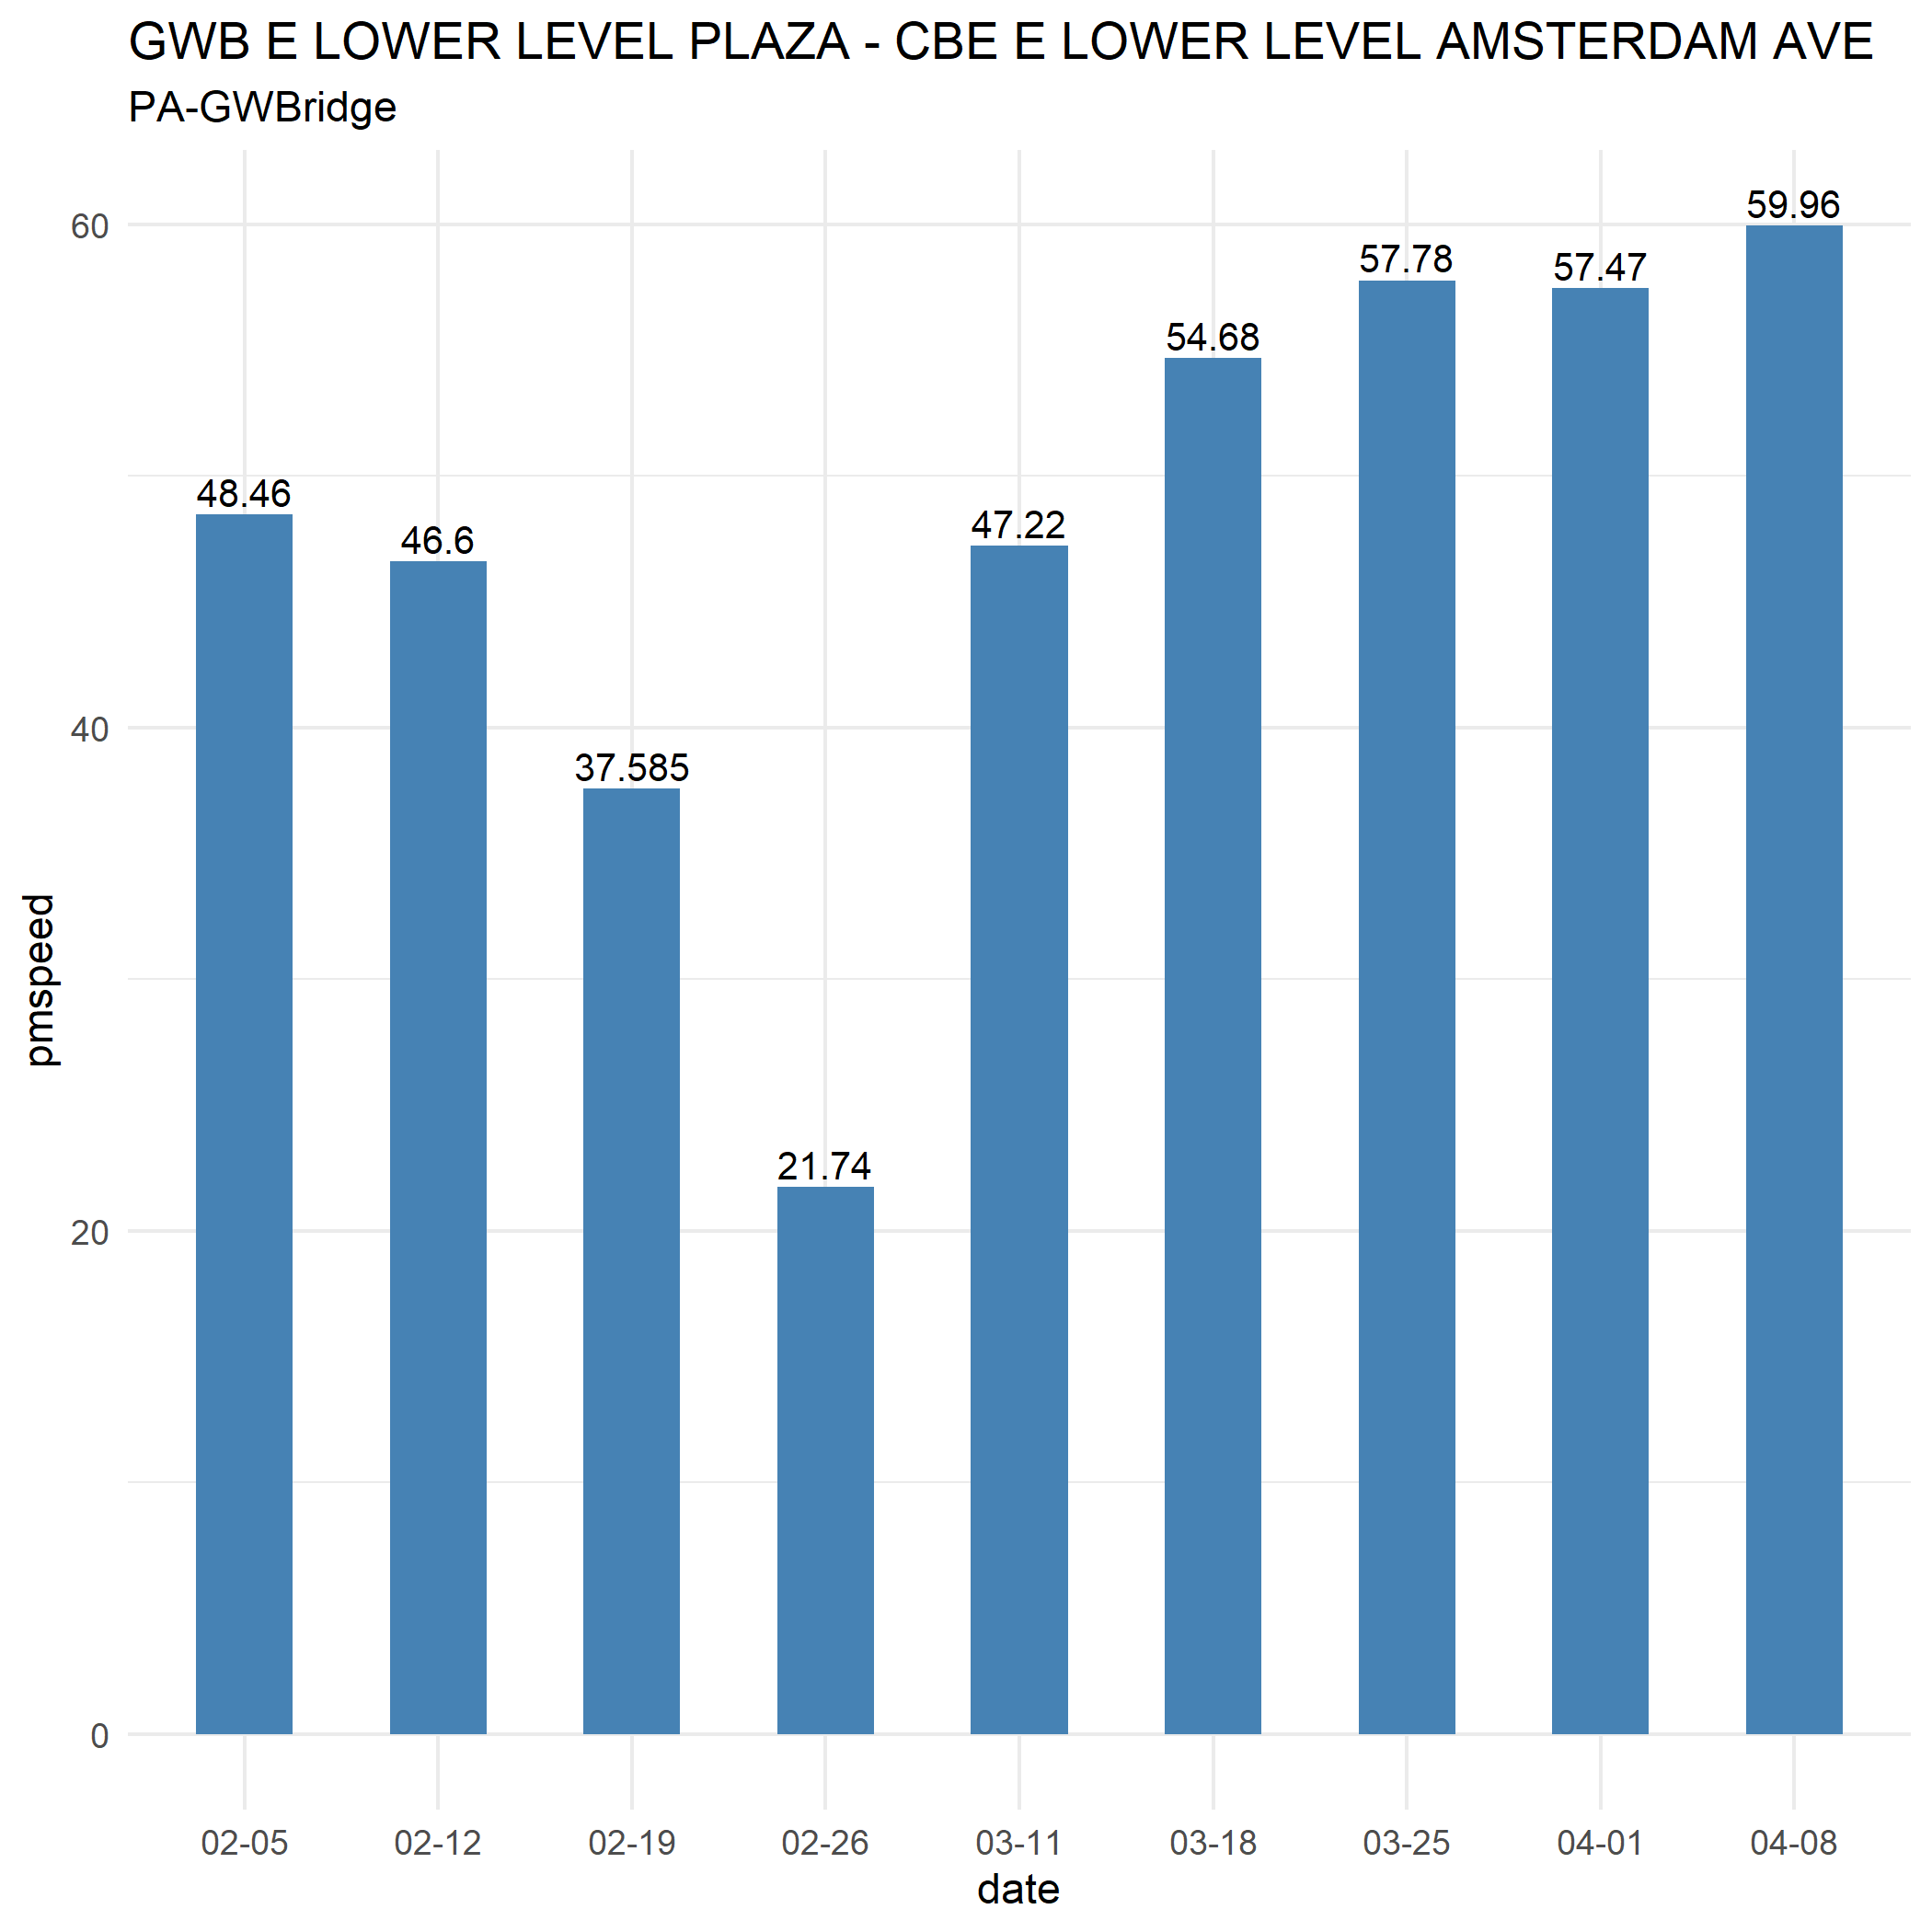 GWB E LOWER LEVEL PLAZA - CBE E LOWER LEVEL AMSTERDAM AVE
PA-GWBridge
59.96
60
57.78
57.47
54.68
48.46
47.22
46.6
40
37.585
pmspeed
21.74
20
0
02-05 02-12 02-19 02-26 03-11 03-18 03-25 04-01 04-08
date